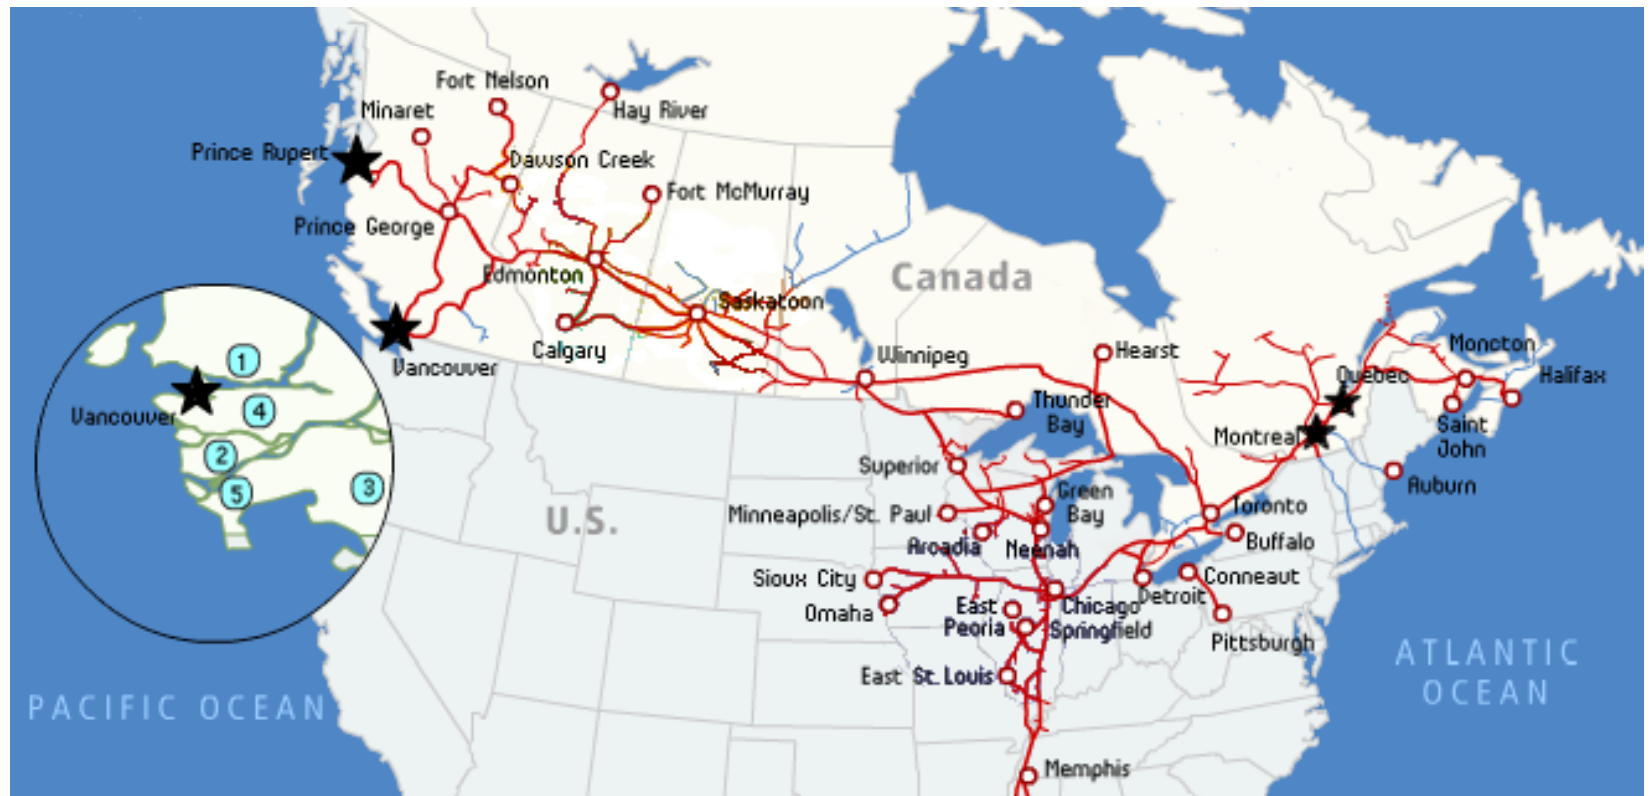 Fort Nelson
Hay River
Minaret
Prince Rupert
Dawson Creek
Fort McMurray
Prince George
Edmonton
Canada
Saskatoon
Calgary
Winnipeg
Hearst
Moncton
Vancouver
Quebec
Halifax
1
4
2
5
3
Vancouver
Thunder
Bay
Montreal
Saint
John
Superior
Auburn
Green
Bay
U.S.
Minneapolis/St. Paul
Toronto
Arcadia
Neenah
Buffalo
Sioux City
Conneaut
Omaha
East
Peoria
Chicago
Detroit
Springfield
Pittsburgh
East St. Louis
PACIFIC OCEAN
ATLANTIC
OCEAN
Memphis